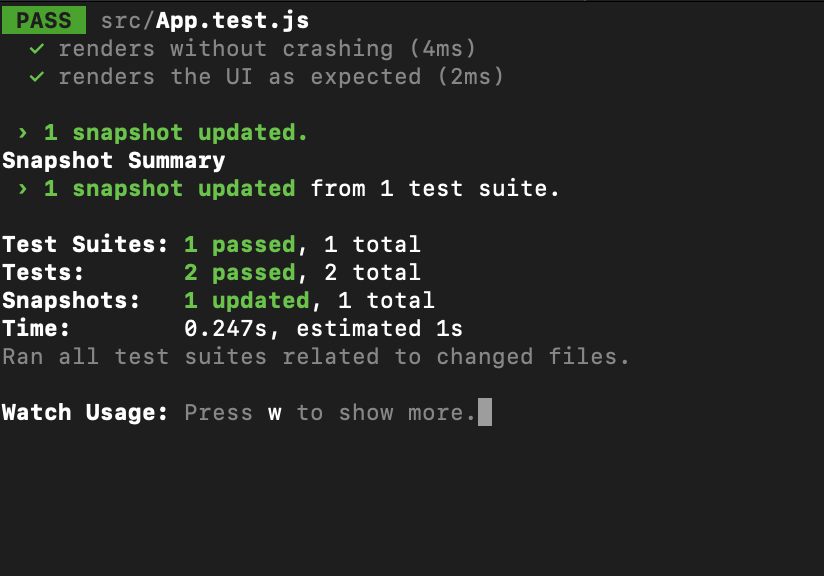 PASS src/App.test.js
✓ renders without crashing (4ms)
✓ renders the UI as expected (2ms)
› 1 snapshot updated.
Snapshot Summary
› 1 snapshot updated from 1 test suite.
Test Suites: 1 passed, 1 total
Tests: 2 passed, 2 total
Snapshots: 1 updated, 1 total
Time: 0.247s, estimated 1s
Ran all test suites related to changed files.
Watch Usage: Press w to show more.